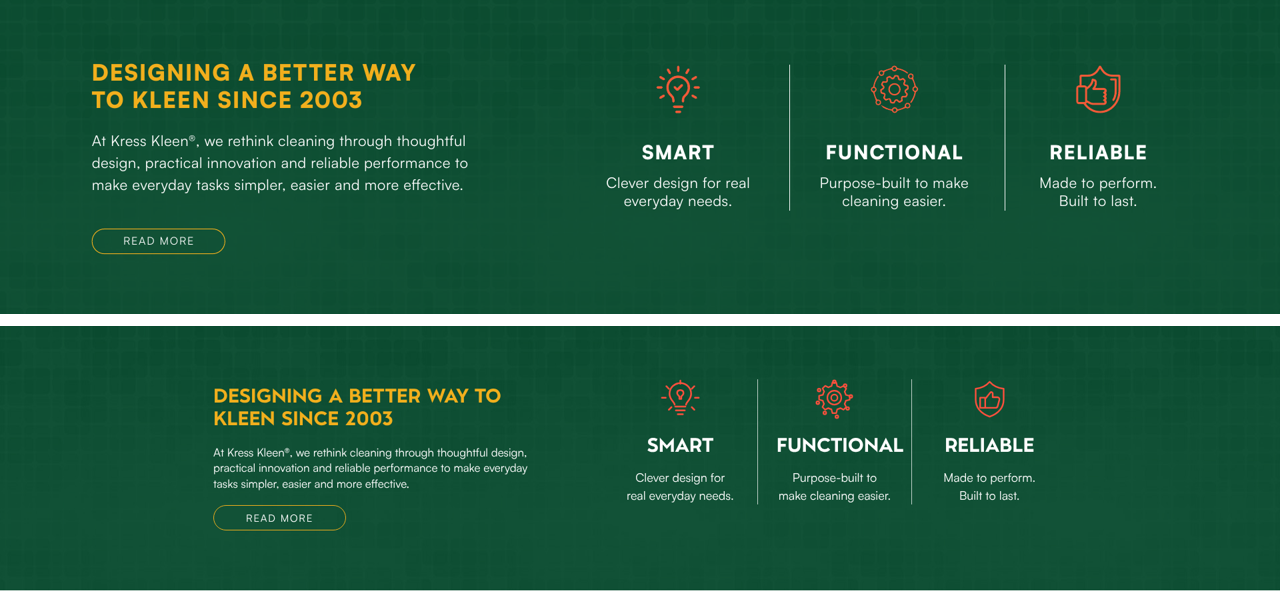 DESIGNING A BETTER WAY
TO KLEEN SINCE 2003
At Kress Kleen®, we rethink cleaning through thoughtful
design, practical innovation and reliable performance to
make everyday tasks simpler, easier and more effective.
READ MORE
SMART
Clever design for real
everyday needs.
FUNCTIONAL
Purpose-built to make
cleaning easier.
RELIABLE
Made to perform.
Built to last.
DESIGNING A BETTER WAY TO
KLEEN SINCE 2003
At Kress Kleen®, we rethink cleaning through thoughtful design,
practical innovation and reliable performance to make everyday
tasks simpler, easier and more effective.
READ MORE
SMART
Clever design for
real everyday needs.
FUNCTIONAL
Purpose-built to
make cleaning easier.
RELIABLE
Made to perform.
Built to last.